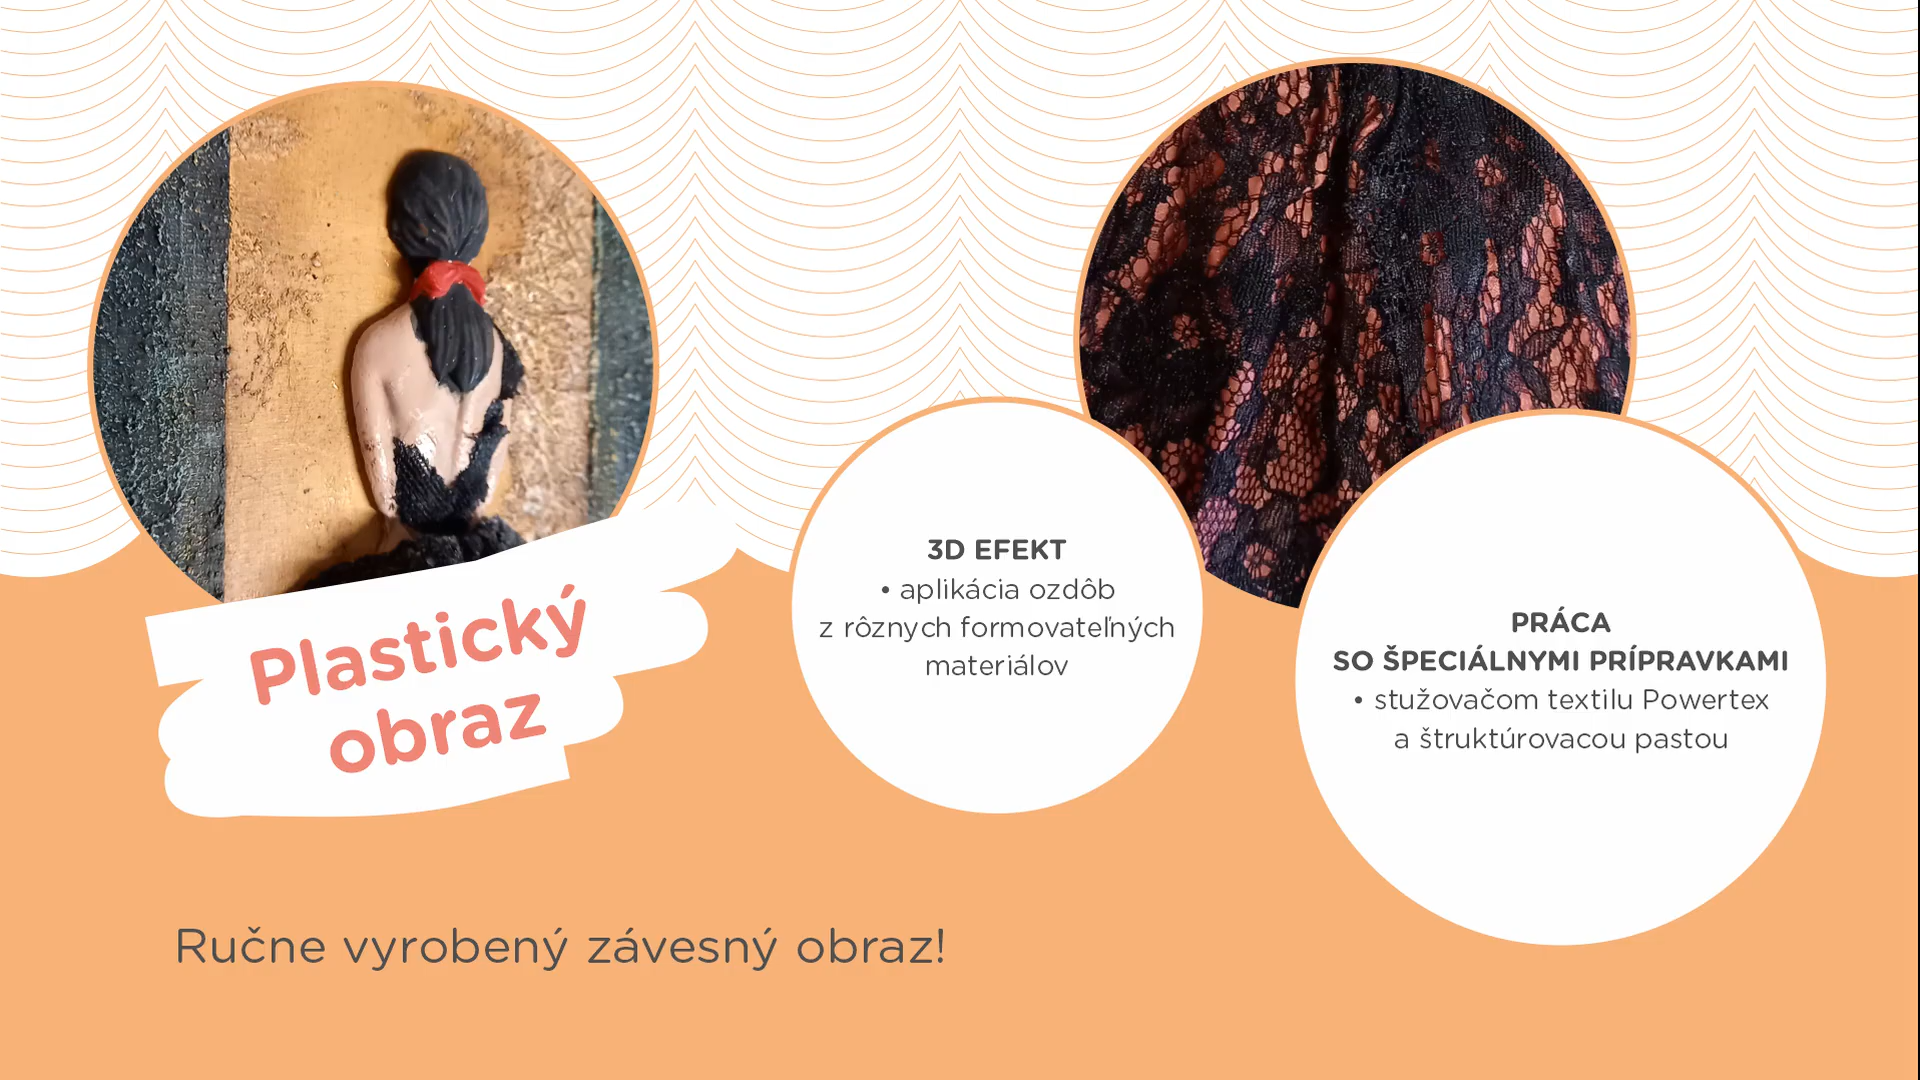 Plastický
obraz
3D EFEKT
• aplikácia ozdôb
z rôznych formovateľných
materiálov
PRÁCA
SO ŠPECIÁLNYMI PRÍPRAVKAMI
• stužovačom textilu Powertex
a štruktúrovacou pastou
Ručne vyrobený závesný obraz!